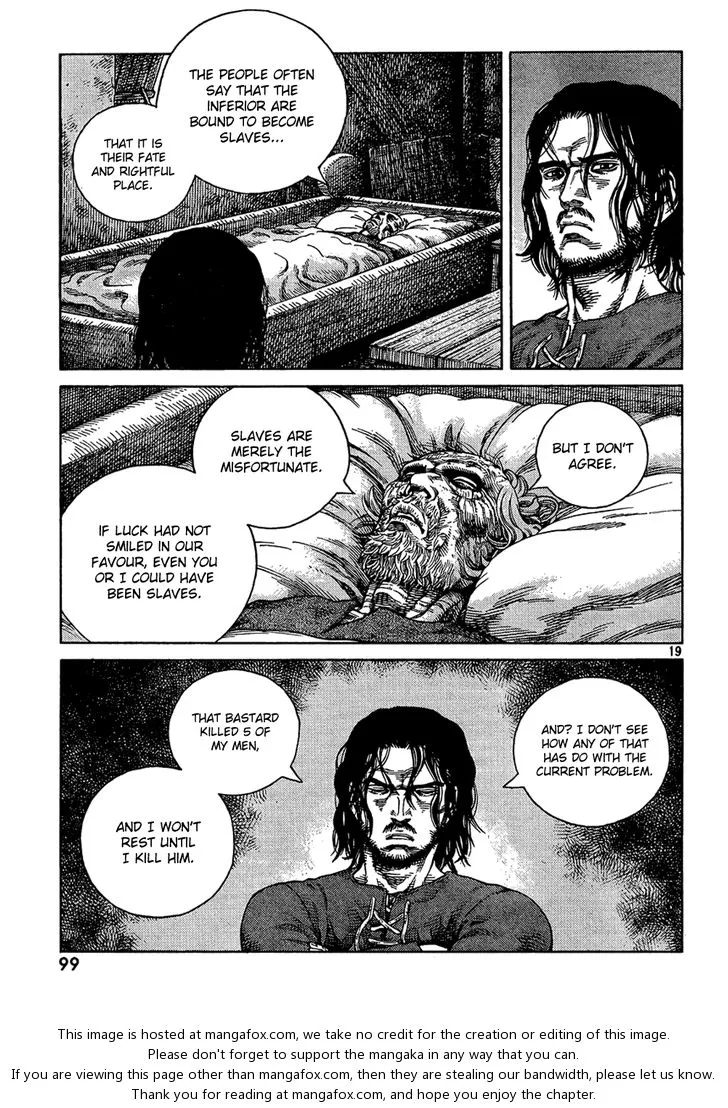 THE PEOPLE OFTEN
SAY THAT THE
INFERIOR ARE
BOUND TO BECOME
SLAVES...
THAT IT IS
THEIR FATE
AND RIGHTFUL
PLACE.
BUT I DON'T
AGREE.
SLAVES ARE
MERELY THE
MISFORTUNATE.
IF LUCK HAD NOT
SMILED IN OUR
FAVOUR, EVEN YOU
OR I COULD HAVE
BEEN SLAVES.
19
AND? I DON'T SEE
HOW ANY OF THAT
HAS DO WITH THE
CURRENT PROBLEM.
THAT BASTARD
KILLED 5 OF
MY MEN,
AND I WON'T
REST UNTIL
I KILL HIM.
99
This image is hosted at mangafox.com, we take no credit for the creation or editing of this image.
Please don't forget to support the mangaka in any way that you can.
If you are viewing this page other than mangafox.com, then they are stealing our bandwidth, please let us know.
Thank you for reading at mangafox.com, and hope you enjoy the chapter.